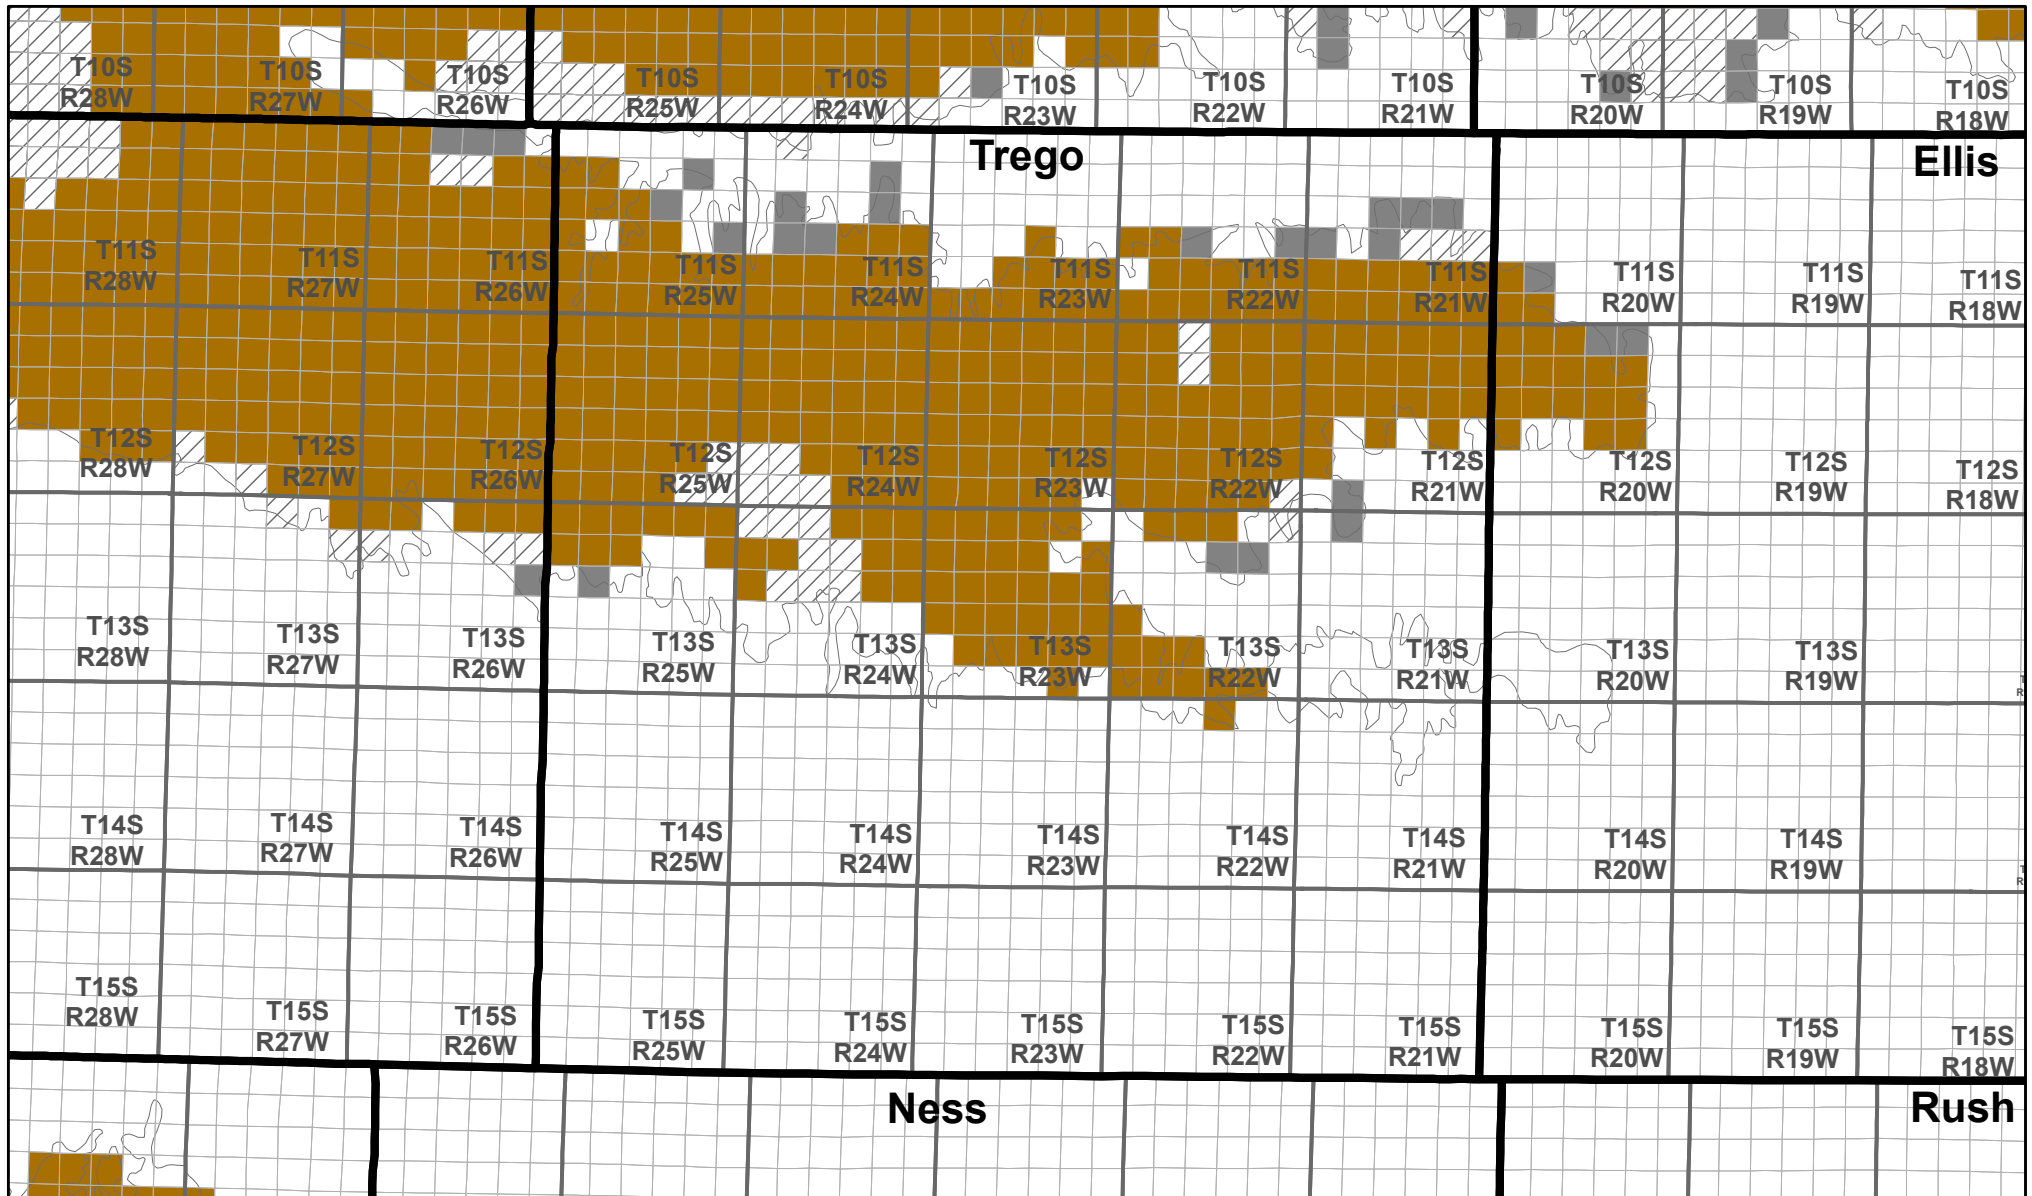 T10S
R28W
T10S
R27W
T10S
R26W
T10S
R25W
T10S
R24W
T10S
R23W
T10S
R22W
T10S
R21W
T10S
R20W
T10S
R19W
T10S
R18W
Trego
Ellis
T11S
R28W
T11S
R27W
T11S
R26W
T11S
R25W
T11S
R24W
T11S
R23W
T11S
R22W
T11S
R21W
T11S
R20W
T11S
R19W
T11S
R18W
T12S
R28W
T12S
R27W
T12S
R26W
T12S
R25W
T12S
R24W
T12S
R23W
T12S
R22W
T12S
R21W
T12S
R20W
T12S
R19W
T12S
R18W
T13S
R28W
T13S
R27W
T13S
R26W
T13S
R25W
T13S
R24W
T13S
R23W
T13S
R22W
T13S
R21W
T13S
R20W
T13S
R19W
T14S
R28W
T14S
R27W
T14S
R26W
T14S
R25W
T14S
R24W
T14S
R23W
T14S
R22W
T14S
R21W
T14S
R20W
T14S
R19W
T15S
R28W
T15S
R27W
T15S
R26W
T15S
R25W
T15S
R24W
T15S
R23W
T15S
R22W
T15S
R21W
T15S
R20W
T15S
R19W
T15S
R18W
Ness
Rush